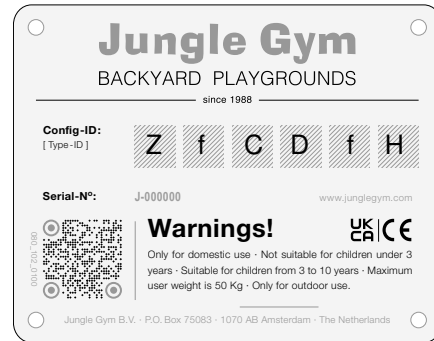 Jungle Gym
BACKYARD PLAYGROUNDS
since 1988
Config-ID:
[ Type-ID ]
Z f C D f H
Serial-Nº: J-000000 www.junglegym.com
080_102_0100
Warnings!
UK CA CE
Only for domestic use · Not suitable for children under 3
years · Suitable for children from 3 to 10 years · Maximum
user weight is 50 Kg · Only for outdoor use.
Jungle Gym B.V. · P.O. Box 75083 · 1070 AB Amsterdam · The Netherlands